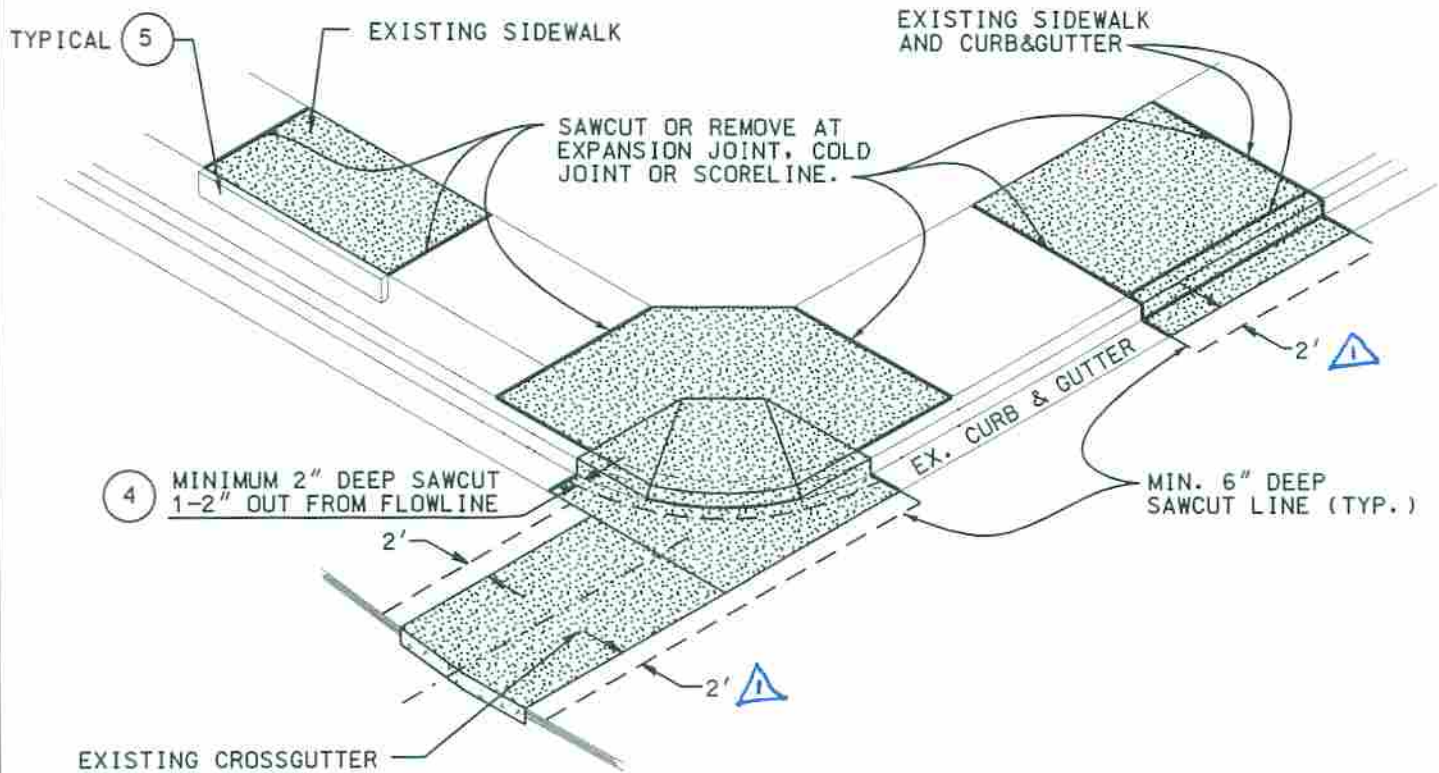 TYPICAL 5
EXISTING SIDEWALK
EXISTING SIDEWALK
AND CURB&GUTTER
SAWCUT OR REMOVE AT
EXPANSION JOINT, COLD
JOINT OR SCORELINE.
2' 1
EX. CURB & GUTTER
4 MINIMUM 2" DEEP SAWCUT
1-2" OUT FROM FLOWLINE
MIN. 6" DEEP
SAWCUT LINE (TYP.)
2'
2' 1
EXISTING CROSSGUTTER